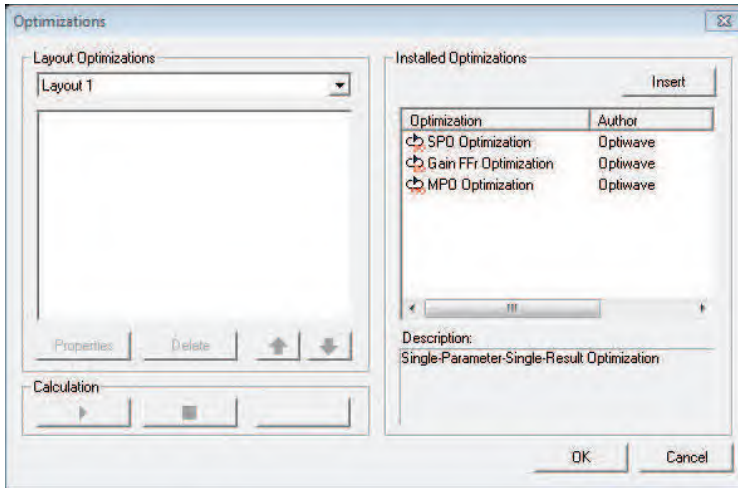 Optimizations
Layout Optimizations
Layout 1
Properties
Delete
Calculation
Installed Optimizations
Insert
Optimization Author
SPO Optimization Optiwave
Gain FFr Optimization Optiwave
MPO Optimization Optiwave
Description:
Single-Parameter-Single-Result Optimization
OK
Cancel